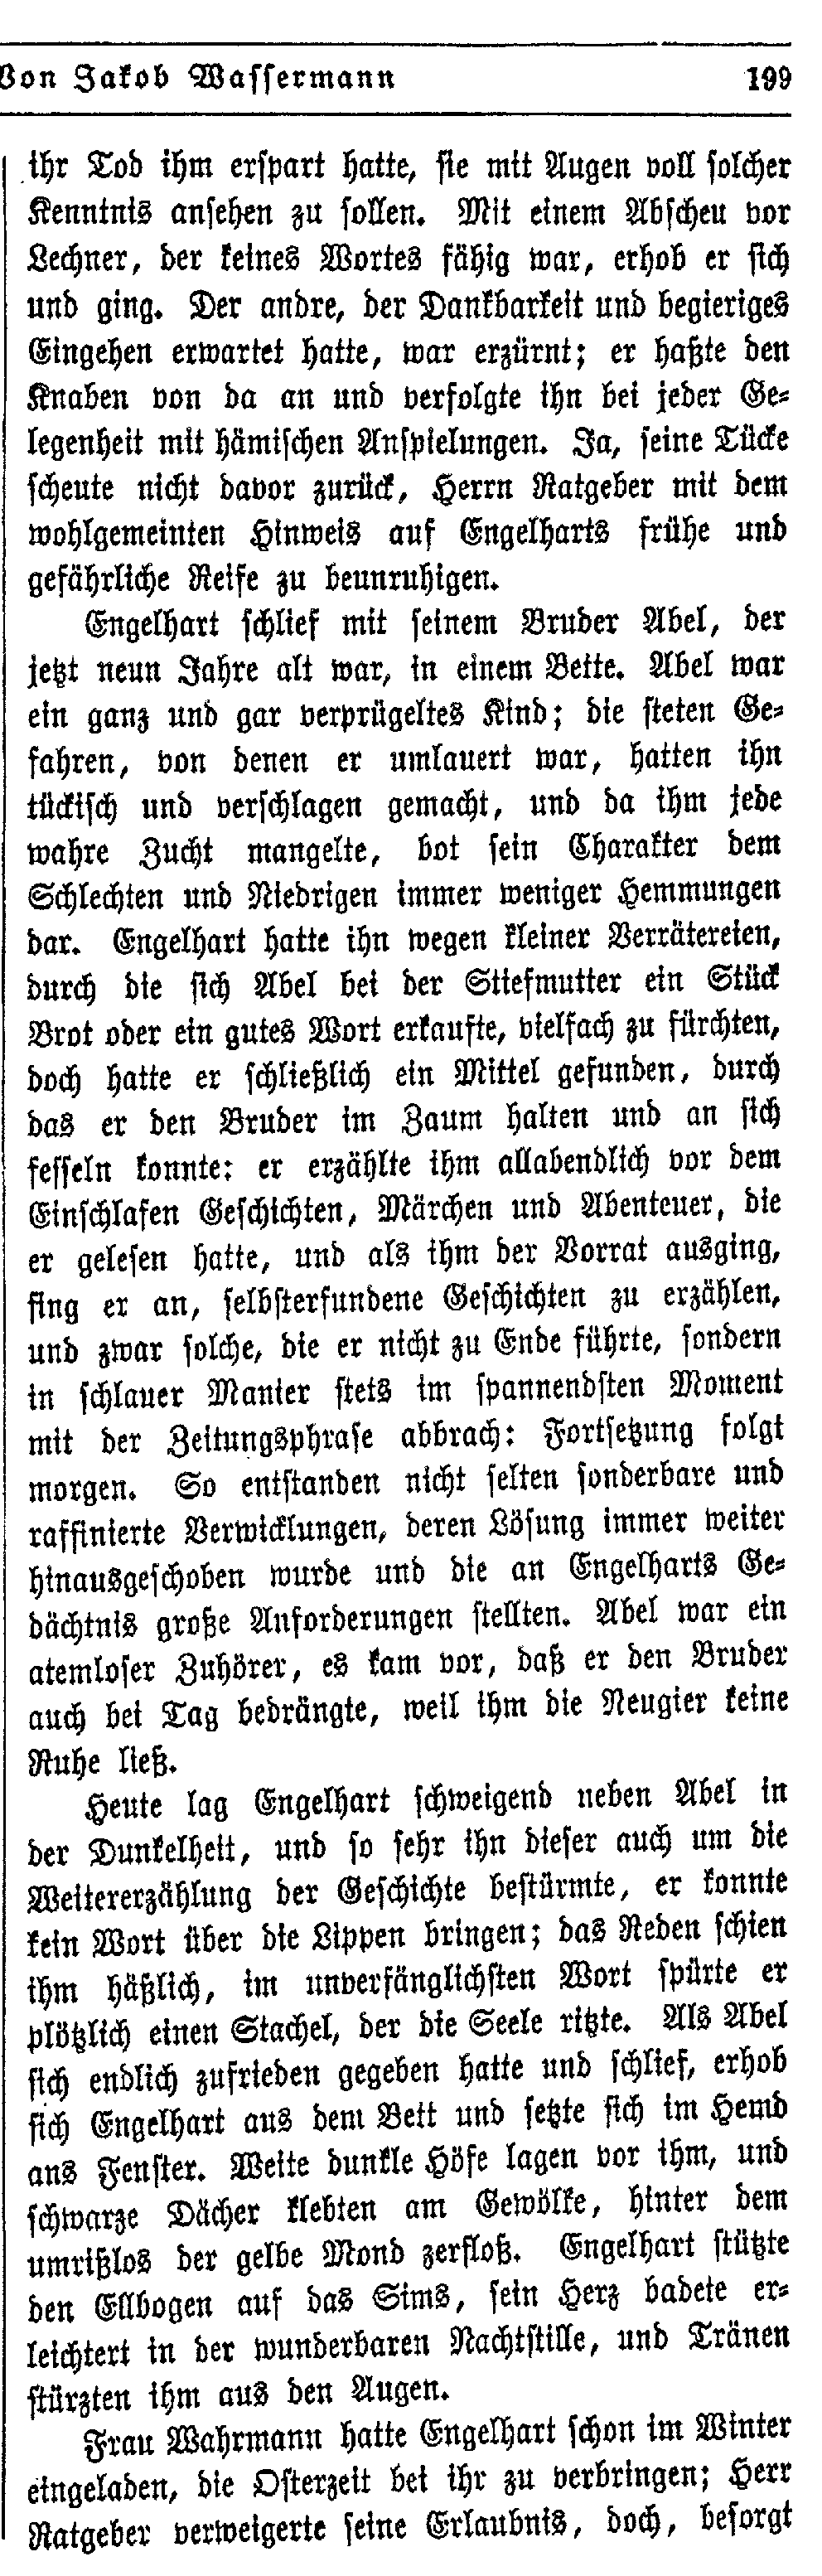 Von Jakob Wassermann 199
ihr Tod ihm erspart hatte, sie mit Augen voll solcher
Kenntnis ansehen zu sollen. Mit einem Abscheu vor
Lechner, der keines Wortes fähig war, erhob er sich
und ging. Der andre, der Dankbarkeit und begieriges
Eingehen erwartet hatte, war erzürnt; er haßte den
Knaben von da an und verfolgte ihn bei jeder Ge-
legenheit mit hämischen Anspielungen. Ja, seine Tücke
scheute nicht davor zurück, Herrn Ratgeber mit dem
wohlgemeinten Hinweis auf Engelharts frühe und
gefährliche Reife zu beunruhigen.
Engelhart schlief mit seinem Bruder Abel, der
jetzt neun Jahre alt war, in einem Bette. Abel war
ein ganz und gar verprügeltes Kind; die steten Ge-
fahren, von denen er umlauert war, hatten ihn
tückisch und verschlagen gemacht, und da ihm jede
wahre Zucht mangelte, bot sein Charakter dem
Schlechten und Niedrigen immer weniger Hemmungen
dar. Engelhart hatte ihn wegen kleiner Verrätereien,
durch die sich Abel bei der Stiefmutter ein Stück
Brot oder ein gutes Wort erkaufte, vielfach zu fürchten,
doch hatte er schließlich ein Mittel gefunden, durch
das er den Bruder im Zaum halten und an sich
fesseln konnte: er erzählte ihm allabendlich vor dem
Einschlafen Geschichten, Märchen und Abenteuer, die
er gelesen hatte, und als ihm der Vorrat ausging,
fing er an, selbsterfundene Geschichten zu erzählen,
und zwar solche, die er nicht zu Ende führte, sondern
in schlauer Manier stets im spannendsten Moment
mit der Zeitungsphrase abbrach: Fortsetzung folgt
morgen. So entstanden nicht selten sonderbare und
raffinierte Verwicklungen, deren Lösung immer weiter
hinausgeschoben wurde und die an Engelharts Ge-
dächtnis große Anforderungen stellten. Abel war ein
atemloser Zuhörer, es kam vor, daß er den Bruder
auch bei Tag bedrängte, weil ihm die Neugier keine
Ruhe ließ.
Heute lag Engelhart schweigend neben Abel in
der Dunkelheit, und so sehr ihn dieser auch um die
Weitererzählung der Geschichte bestürmte, er konnte
kein Wort über die Lippen bringen; das Reden schien
ihm häßlich, im unverfänglichsten Wort spürte er
plötzlich einen Stachel, der die Seele ritzte. Als Abel
sich endlich zufrieden gegeben hatte und schlief, erhob
sich Engelhart aus dem Bett und setzte sich im Hemd
ans Fenster. Weite dunkle Höfe lagen vor ihm, und
schwarze Dächer klebten am Gewölke, hinter dem
umrißlos der gelbe Mond zerfloß. Engelhart stützte
den Ellbogen auf das Sims, sein Herz badete er-
leichtert in der wunderbaren Nachtstille, und Tränen
stürzten ihm aus den Augen.
Frau Wahrmann hatte Engelhart schon im Winter
eingeladen, die Osterzeit bei ihr zu verbringen; Herr
Ratgeber verweigerte seine Erlaubnis, doch, besorgt